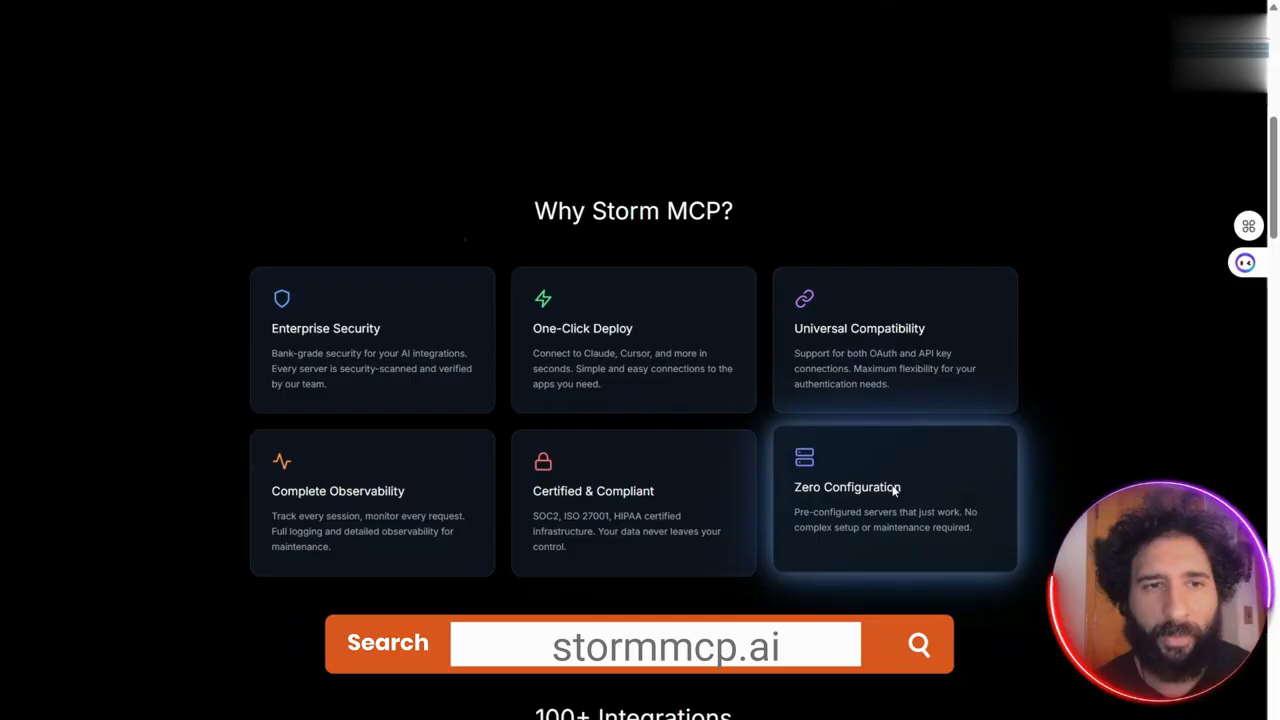 Why Storm MCP?
Enterprise Security
Bank-grade security for your AI integrations.
Every server is security-scanned and verified
by our team.
One-Click Deploy
Connect to Claude, Cursor, and more in
seconds. Simple and easy connections to the
apps you need.
Universal Compatibility
Support for both OAuth and API key
connections. Maximum flexibility for your
authentication needs.
Complete Observability
Track every session, monitor every request.
Full logging and detailed observability for
maintenance.
Certified & Compliant
SOC2, ISO 27001, HIPAA certified
infrastructure. Your data never leaves your
control.
Zero Configuration
Pre-configured servers that just work. No
complex setup or maintenance required.
Search stormmcp.ai
100+ Integrations